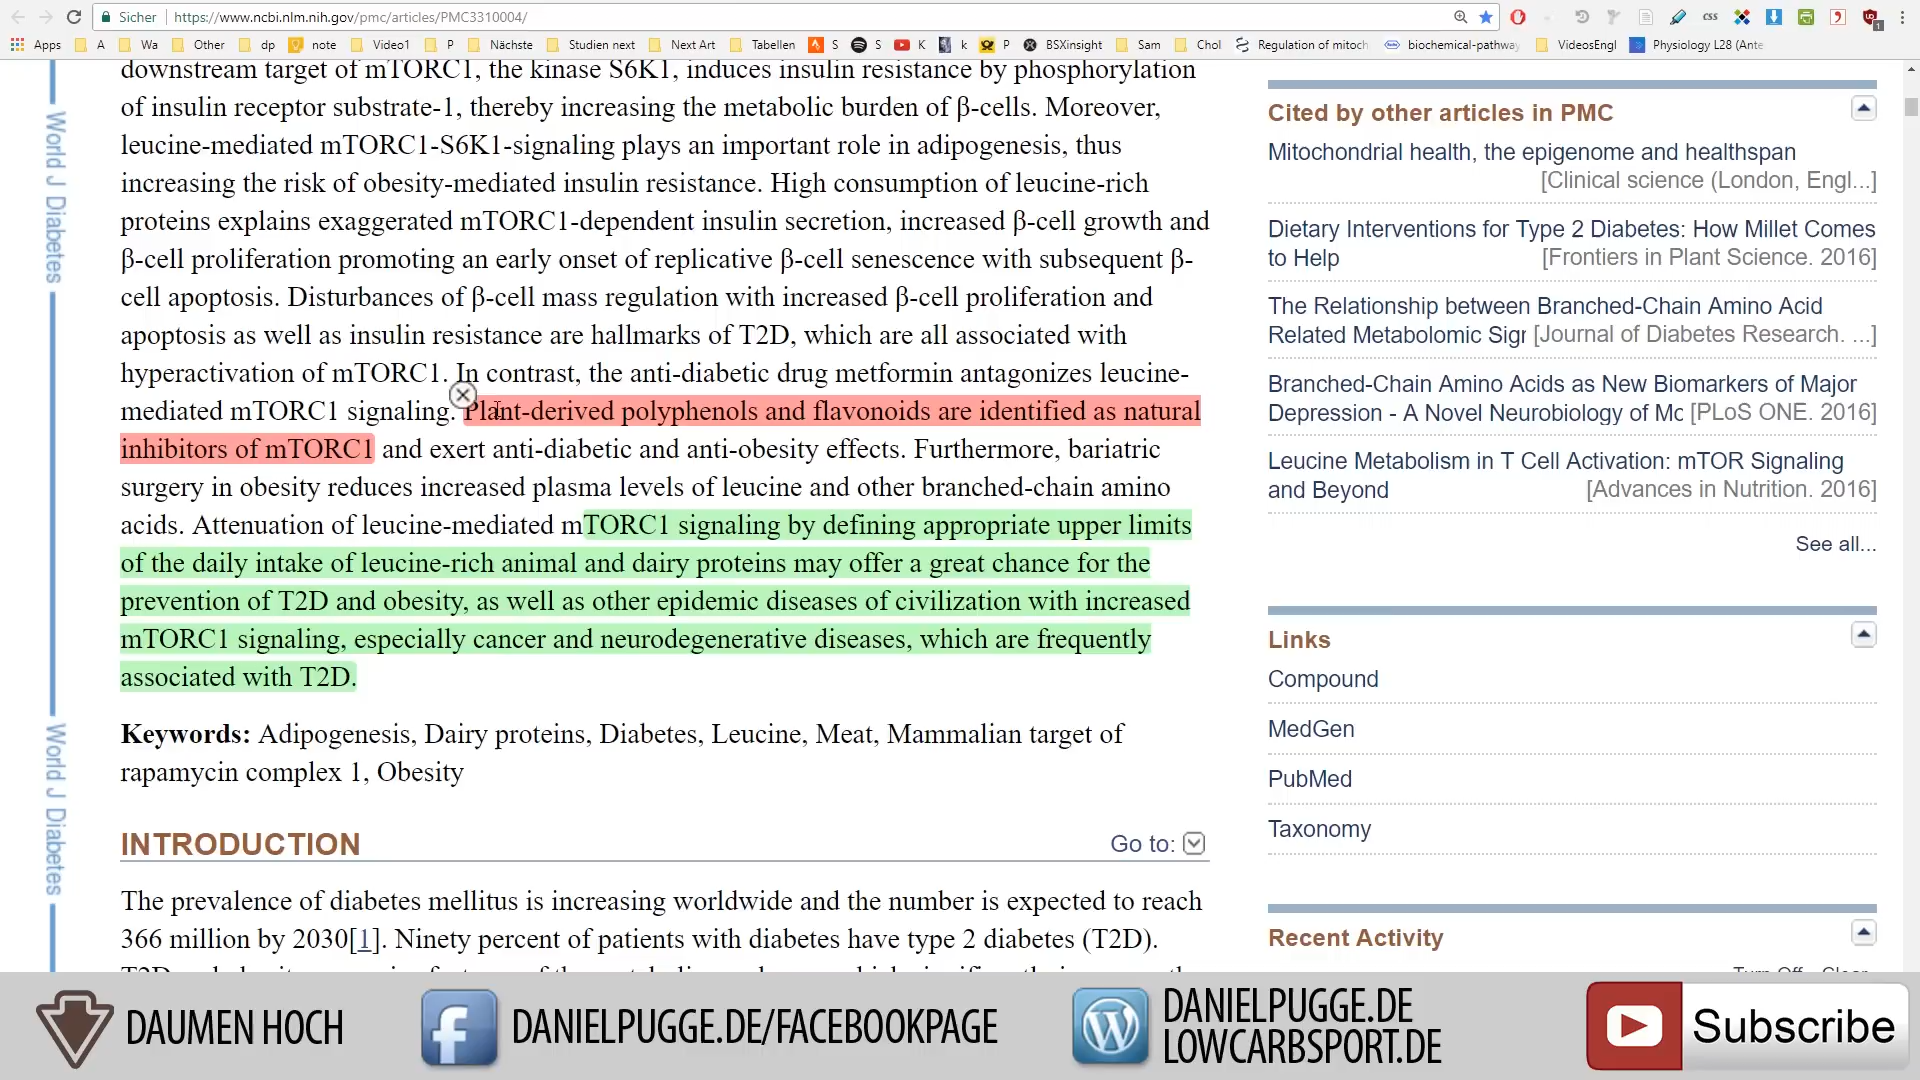 Sicher | https://www.ncbi.nlm.nih.gov/pmc/articles/PMC3310004/
Apps A Wa Other dp note Video1 P Nächste Studien next Next Art Tabellen S S K k P BSXinsight Sam Chol Regulation of mitoch biochemical-pathway VideosEngl Physiology L28 (Ante
World J Diabetes
World J Diabetes
downstream target of mTORC1, the kinase S6K1, induces insulin resistance by phosphorylation
of insulin receptor substrate-1, thereby increasing the metabolic burden of β-cells. Moreover,
leucine-mediated mTORC1-S6K1-signaling plays an important role in adipogenesis, thus
increasing the risk of obesity-mediated insulin resistance. High consumption of leucine-rich
proteins explains exaggerated mTORC1-dependent insulin secretion, increased β-cell growth and
β-cell proliferation promoting an early onset of replicative β-cell senescence with subsequent β-
cell apoptosis. Disturbances of β-cell mass regulation with increased β-cell proliferation and
apoptosis as well as insulin resistance are hallmarks of T2D, which are all associated with
hyperactivation of mTORC1. In contrast, the anti-diabetic drug metformin antagonizes leucine-
mediated mTORC1 signaling. Plant-derived polyphenols and flavonoids are identified as natural
inhibitors of mTORC1 and exert anti-diabetic and anti-obesity effects. Furthermore, bariatric
surgery in obesity reduces increased plasma levels of leucine and other branched-chain amino
acids. Attenuation of leucine-mediated mTORC1 signaling by defining appropriate upper limits
of the daily intake of leucine-rich animal and dairy proteins may offer a great chance for the
prevention of T2D and obesity, as well as other epidemic diseases of civilization with increased
mTORC1 signaling, especially cancer and neurodegenerative diseases, which are frequently
associated with T2D.
Keywords: Adipogenesis, Dairy proteins, Diabetes, Leucine, Meat, Mammalian target of
rapamycin complex 1, Obesity
INTRODUCTION Go to:
The prevalence of diabetes mellitus is increasing worldwide and the number is expected to reach
366 million by 2030[1]. Ninety percent of patients with diabetes have type 2 diabetes (T2D).
Cited by other articles in PMC
Mitochondrial health, the epigenome and healthspan
[Clinical science (London, Engl...]
Dietary Interventions for Type 2 Diabetes: How Millet Comes
to Help [Frontiers in Plant Science. 2016]
The Relationship between Branched-Chain Amino Acid
Related Metabolomic Sigr [Journal of Diabetes Research. ...]
Branched-Chain Amino Acids as New Biomarkers of Major
Depression - A Novel Neurobiology of Mc [PLoS ONE. 2016]
Leucine Metabolism in T Cell Activation: mTOR Signaling
and Beyond [Advances in Nutrition. 2016]
See all...
Links
Compound
MedGen
PubMed
Taxonomy
Recent Activity
Turn Off Clear
DAUMEN HOCH
DANIELPUGGE.DE/FACEBOOKPAGE
DANIELPUGGE.DE
LOWCARBSPORT.DE
Subscribe